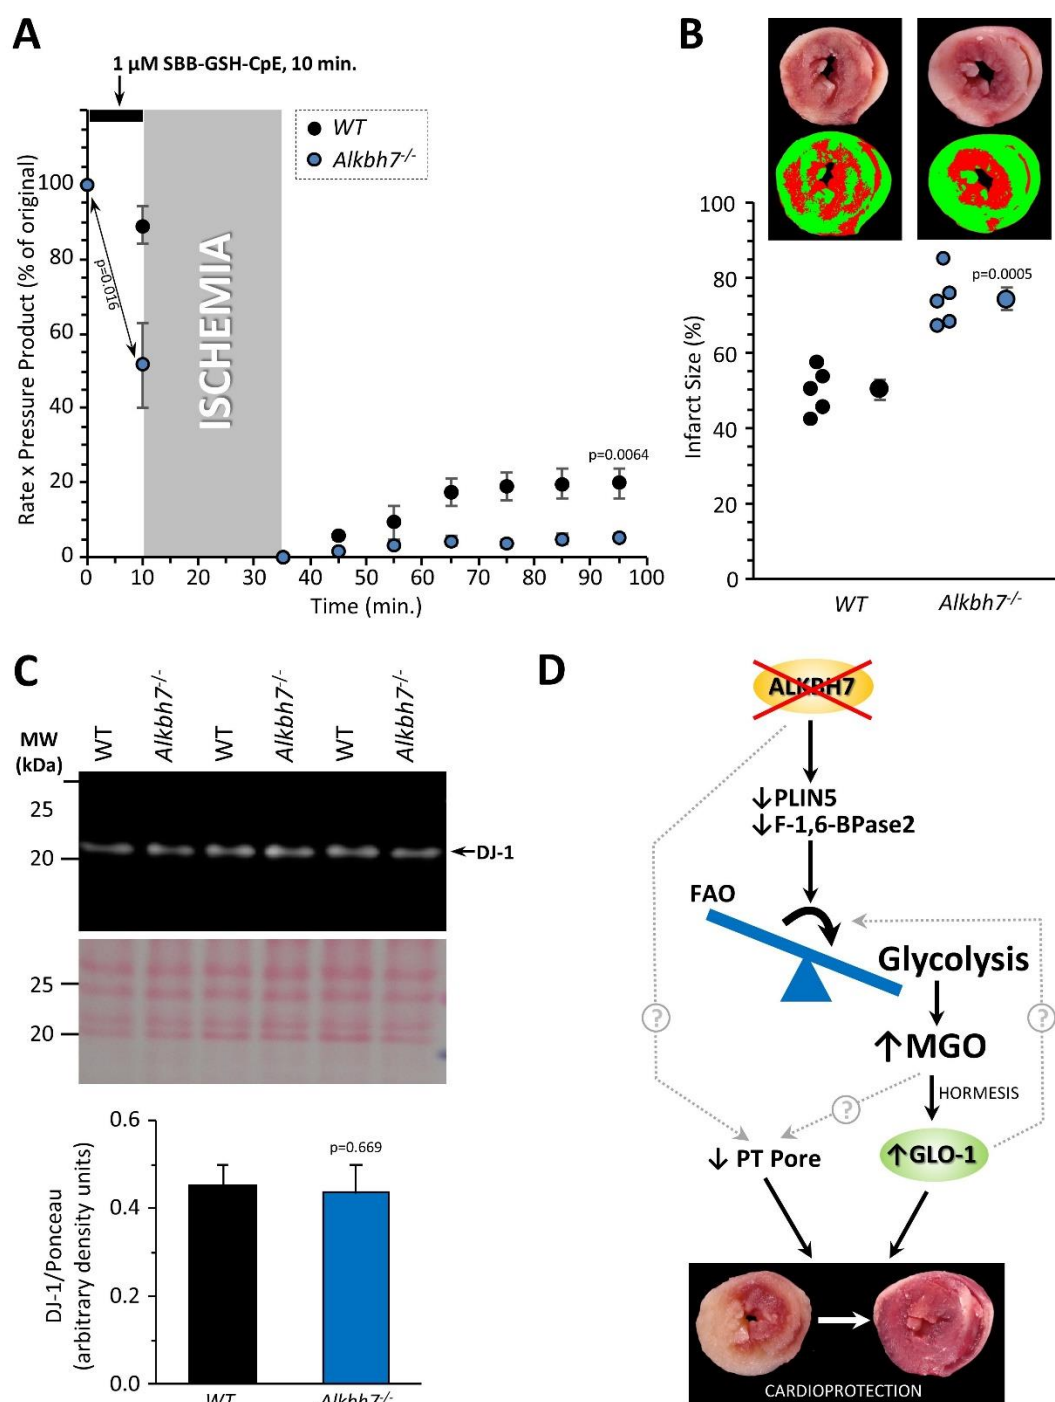 A
1 µM SBB-GSH-CpE, 10 min.
WT
Alkbh7-/-
Rate x Pressure Product (% of original)
100
80
60
40
20
0
p=0.016
ISCHEMIA
p=0.0064
0 10 20 30 40 50 60 70 80 90 100
Time (min.)
B
100
80
60
40
20
0
Infarct Size (%)
p=0.0005
WT Alkbh7-/-
C
MW
(kDa)
WT Alkbh7-/- WT Alkbh7-/- WT Alkbh7-/-
25
20
DJ-1
25
20
0.6
0.4
0.2
0.0
DJ-1/Ponceau
(arbitrary density units)
p=0.669
WT Alkbh7-/-
D
ALKBH7
↓PLIN5
↓F-1,6-BPase2
FAO
Glycolysis
? ?
↑MGO
HORMESIS
?
↓ PT Pore
↑GLO-1
CARDIOPROTECTION